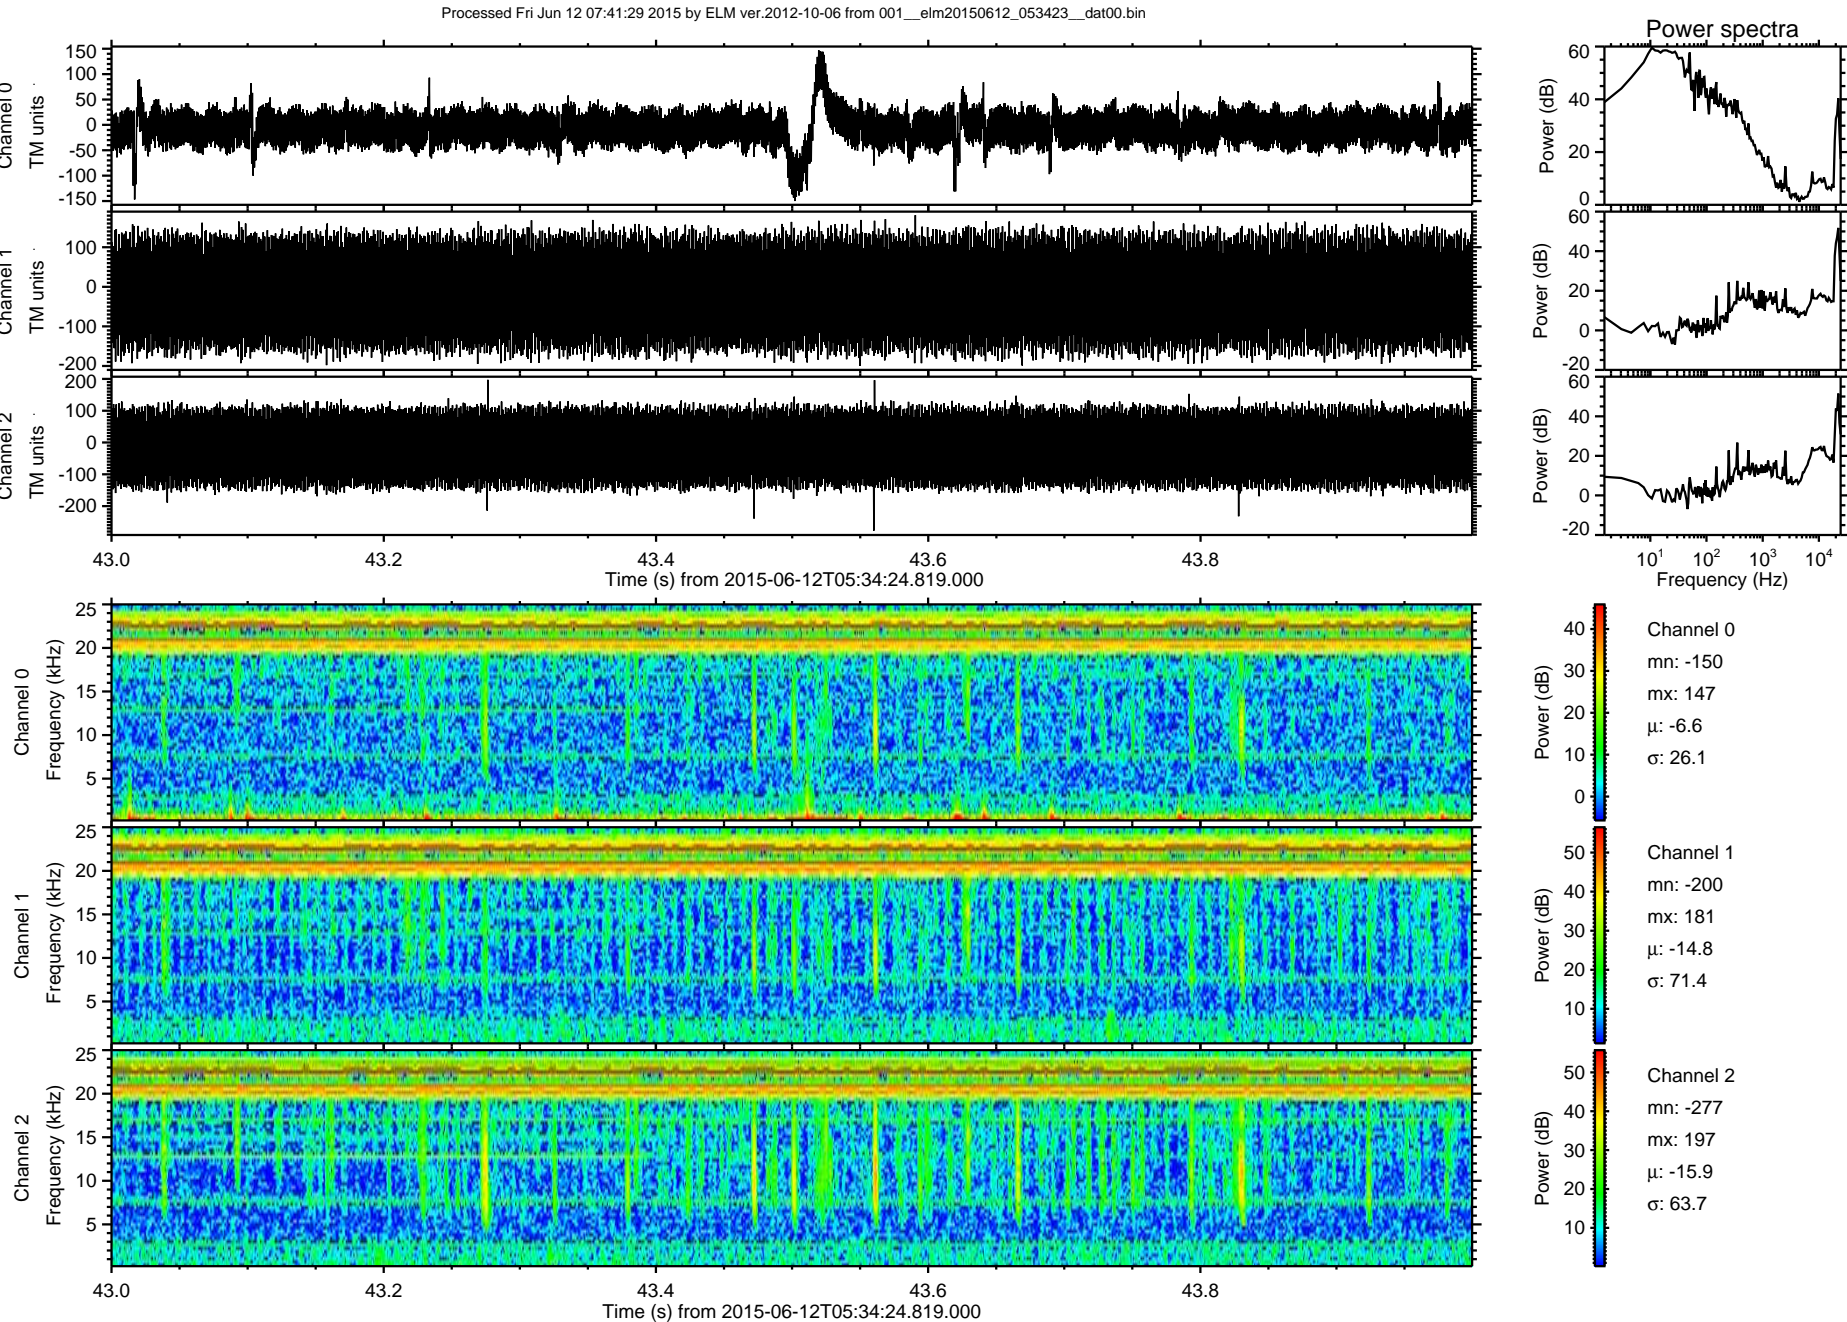 Processed Fri Jun 12 07:41:29 2015 by ELM ver.2012-10-06 from 001__elm20150612_053423__dat00.bin
Power spectra
Channel 0
TM units
150
100
50
0
-50
-100
-150
Power (dB)
60
40
20
0
Channel 1
TM units
100
0
-100
-200
Power (dB)
60
40
20
0
-20
Channel 2
TM units
200
100
0
-100
-200
Power (dB)
60
40
20
0
-20
43.0 43.2 43.4 43.6 43.8
Time (s) from 2015-06-12T05:34:24.819.000
10¹ 10² 10³ 10⁴
Frequency (Hz)
Channel 0
Frequency (kHz)
25
20
15
10
5
Power (dB)
40
30
20
10
0
Channel 0
mn: -150
mx: 147
μ: -6.6
σ: 26.1
Channel 1
Frequency (kHz)
25
20
15
10
5
Power (dB)
50
40
30
20
10
Channel 1
mn: -200
mx: 181
μ: -14.8
σ: 71.4
Channel 2
Frequency (kHz)
25
20
15
10
5
Power (dB)
50
40
30
20
10
Channel 2
mn: -277
mx: 197
μ: -15.9
σ: 63.7
43.0 43.2 43.4 43.6 43.8
Time (s) from 2015-06-12T05:34:24.819.000